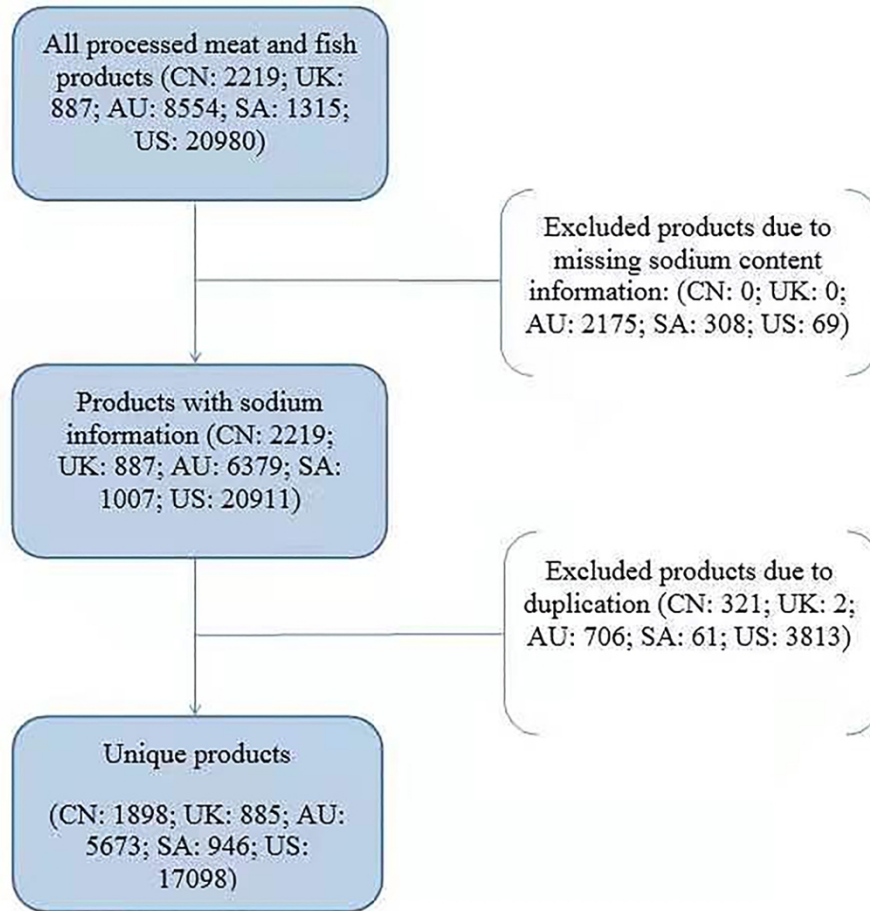 All processed meat and fish
products (CN: 2219; UK:
887; AU: 8554; SA: 1315;
US: 20980)
Excluded products due to
missing sodium content
information: (CN: 0; UK: 0;
AU: 2175; SA: 308; US: 69)
Products with sodium
information (CN: 2219;
UK: 887; AU: 6379; SA:
1007; US: 20911)
Excluded products due to
duplication (CN: 321; UK: 2;
AU: 706; SA: 61; US: 3813)
Unique products
(CN: 1898; UK: 885; AU:
5673; SA: 946; US:
17098)